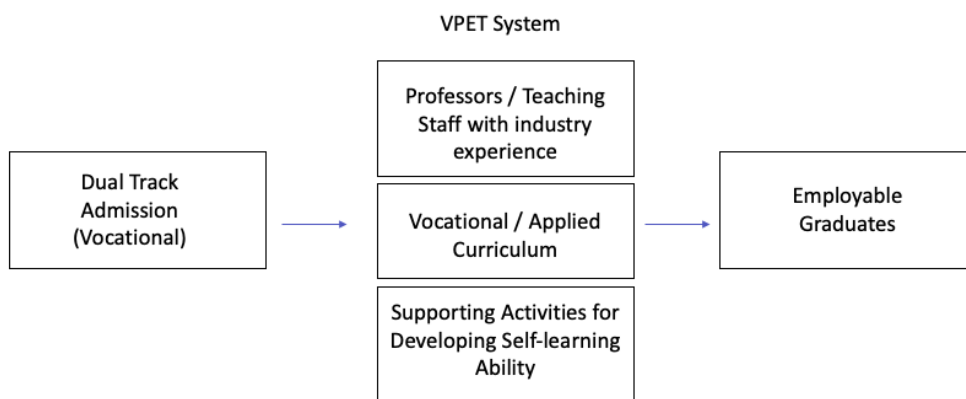 VPET System
Professors / Teaching
Staff with industry
experience
Dual Track
Admission
(Vocational)
Vocational / Applied
Curriculum
Employable
Graduates
Supporting Activities for
Developing Self-learning
Ability